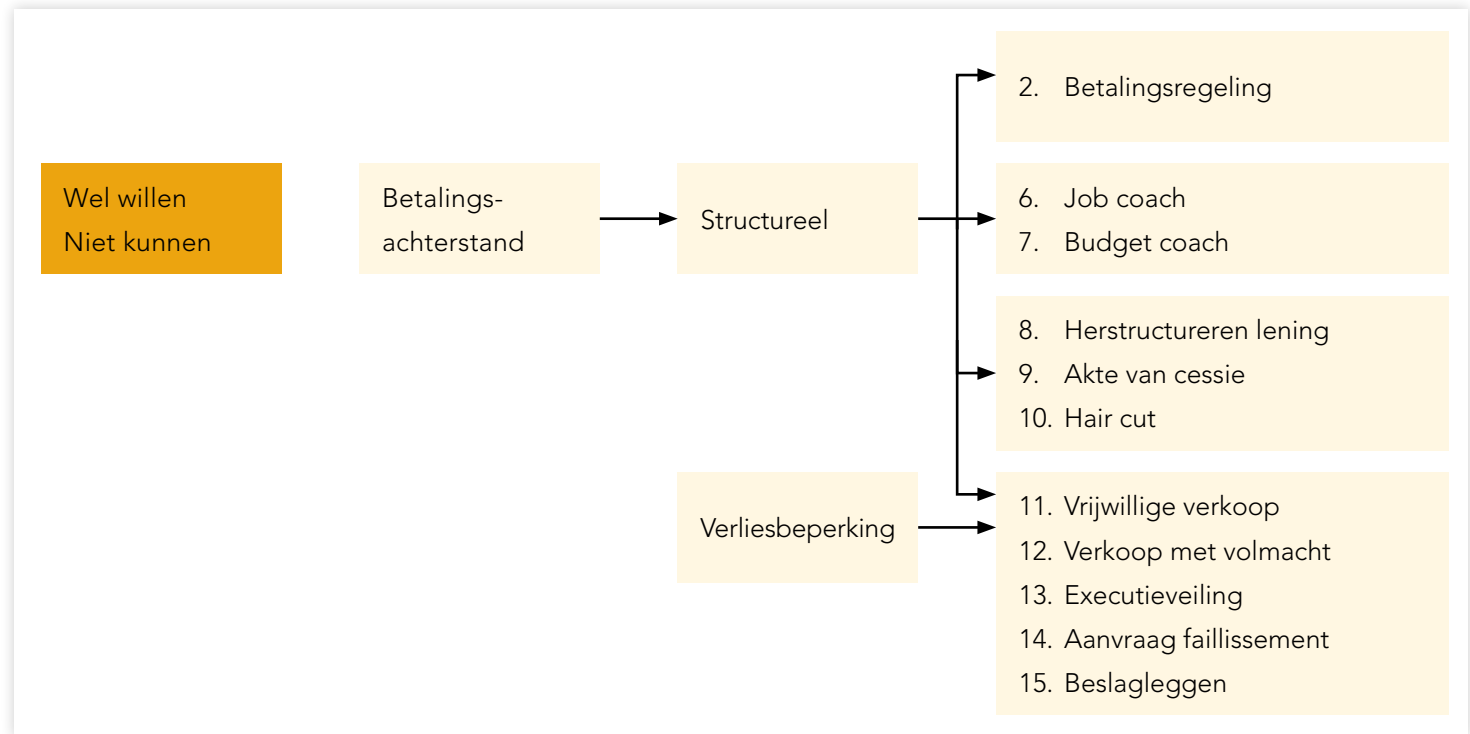 Wel willen
Niet kunnen
Betalings-
achterstand
Structureel
Verliesbeperking
2. Betalingsregeling
6. Job coach
7. Budget coach
8. Herstructureren lening
9. Akte van cessie
10. Hair cut
11. Vrijwillige verkoop
12. Verkoop met volmacht
13. Executieveiling
14. Aanvraag faillissement
15. Beslagleggen